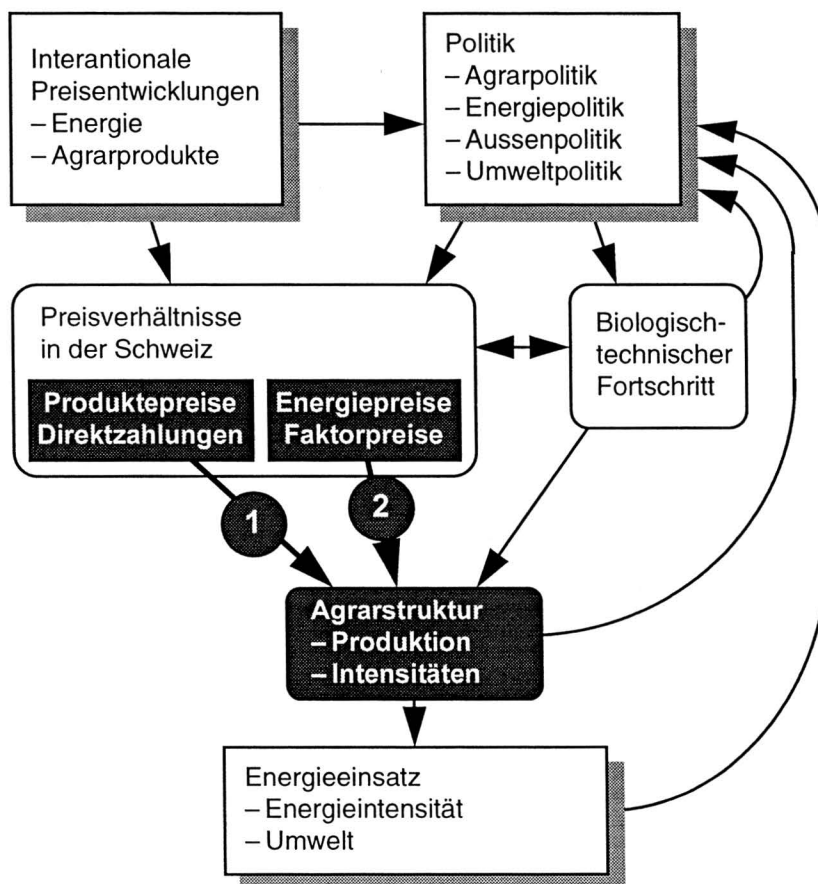 Interantionale
Preisentwicklungen
– Energie
– Agrarprodukte
Politik
– Agrarpolitik
– Energiepolitik
– Aussenpolitik
– Umweltpolitik
Preisverhältnisse
in der Schweiz
Produktepreise
Direktzahlungen
Energiepreise
Faktorpreise
Biologisch-
technischer
Fortschritt
1
2
Agrarstruktur
– Produktion
– Intensitäten
Energieeinsatz
– Energieintensität
– Umwelt